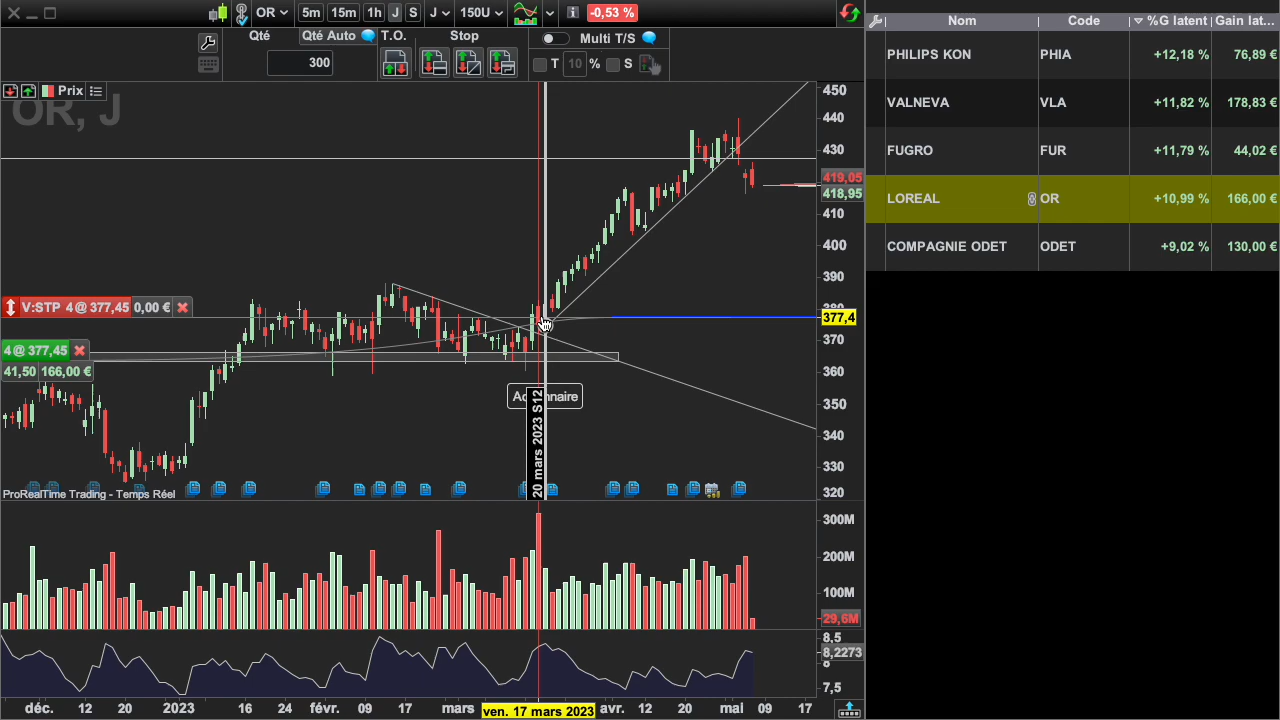 OR 5m 15m 1h J S J 150U i -0,53 %
Qté Qté Auto T.O. Stop Multi T/S
300 T 10 % S
Prix
OR, J
450
440
430
419,05
418,95
410
400
390
380
377,4
370
360
350
340
330
320
V:STP 4@377,45 0,00 €
4@377,45
41,50 166,00 €
20 mars 2023 S12
ProRealTime Trading - Temps Réel
300M
200M
100M
29,6M
8,5
8,2273
8
7,5
déc. 12 20 2023 16 24 févr. 09 17 mars ven. 17 mars 2023 avr. 12 20 mai 09 17
Nom Code %G latent Gain lat...
PHILIPS KON PHIA +12,18 % 76,89 €
VALNEVA VLA +11,82 % 178,83 €
FUGRO FUR +11,79 % 44,02 €
LOREAL OR +10,99 % 166,00 €
COMPAGNIE ODET ODET +9,02 % 130,00 €